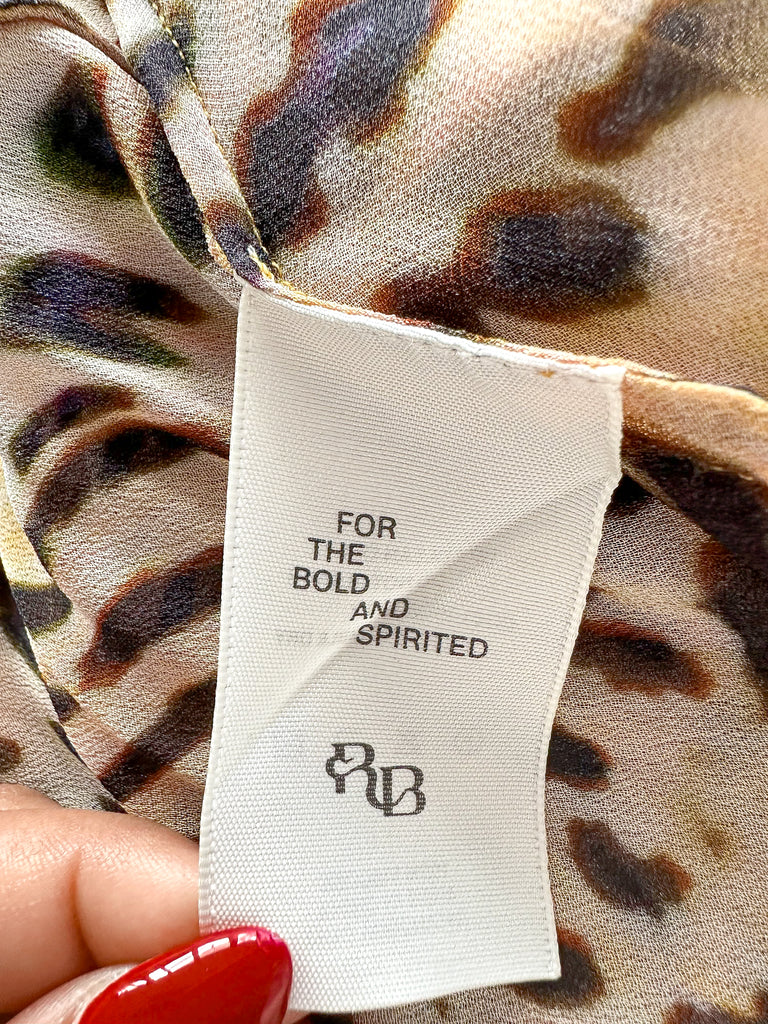 FOR
THE
BOLD
AND
SPIRITED
RB